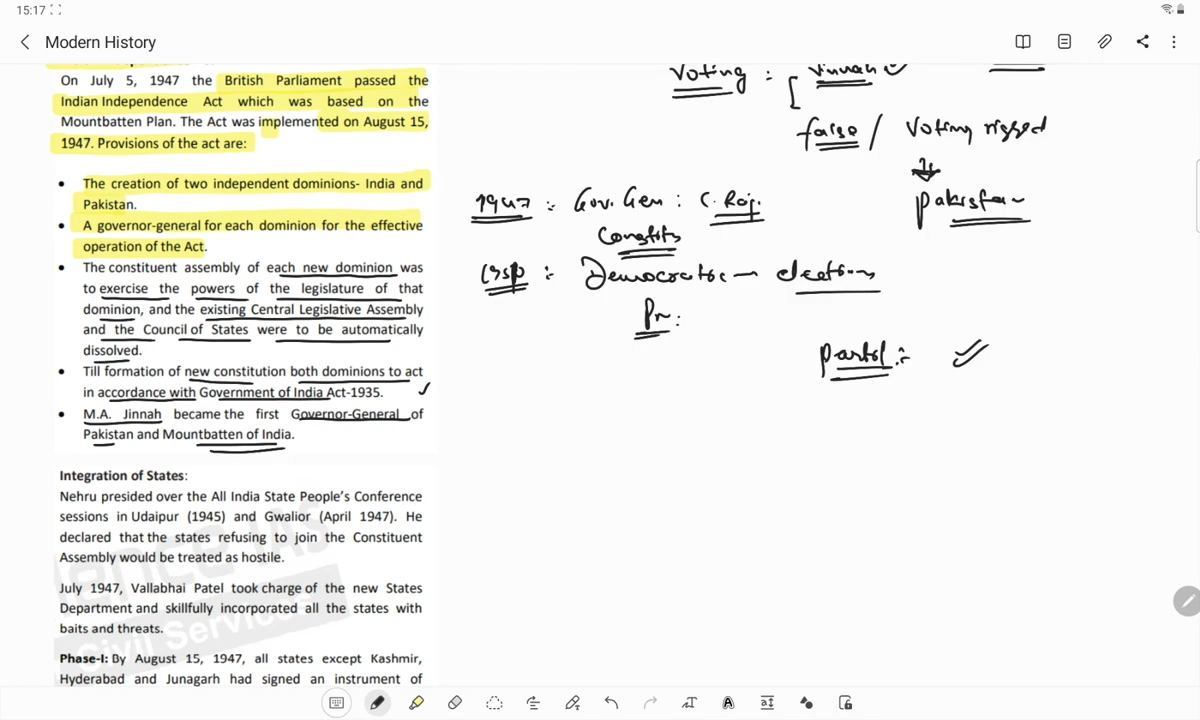 15:17
Modern History
On July 5, 1947 the British Parliament passed the
Indian Independence Act which was based on the
Mountbatten Plan. The Act was implemented on August 15,
1947. Provisions of the act are:
• The creation of two independent dominions- India and
Pakistan.
• A governor-general for each dominion for the effective
operation of the Act.
• The constituent assembly of each new dominion was
to exercise the powers of the legislature of that
dominion, and the existing Central Legislative Assembly
and the Council of States were to be automatically
dissolved.
• Till formation of new constitution both dominions to act
in accordance with Government of India Act-1935.
• M.A. Jinnah became the first Governor-General of
Pakistan and Mountbatten of India.
Integration of States:
Nehru presided over the All India State People's Conference
sessions in Udaipur (1945) and Gwalior (April 1947). He
declared that the states refusing to join the Constituent
Assembly would be treated as hostile.
July 1947, Vallabhai Patel took charge of the new States
Department and skillfully incorporated all the states with
baits and threats.
Phase-I: By August 15, 1947, all states except Kashmir,
Hyderabad and Junagarh had signed an instrument of
Voting : [ Jinnah
false / Voting rigged
Pakistan
1947 : Gov. Gen : C. Raj.
: Democratic — elections
Pm :
Civil Services